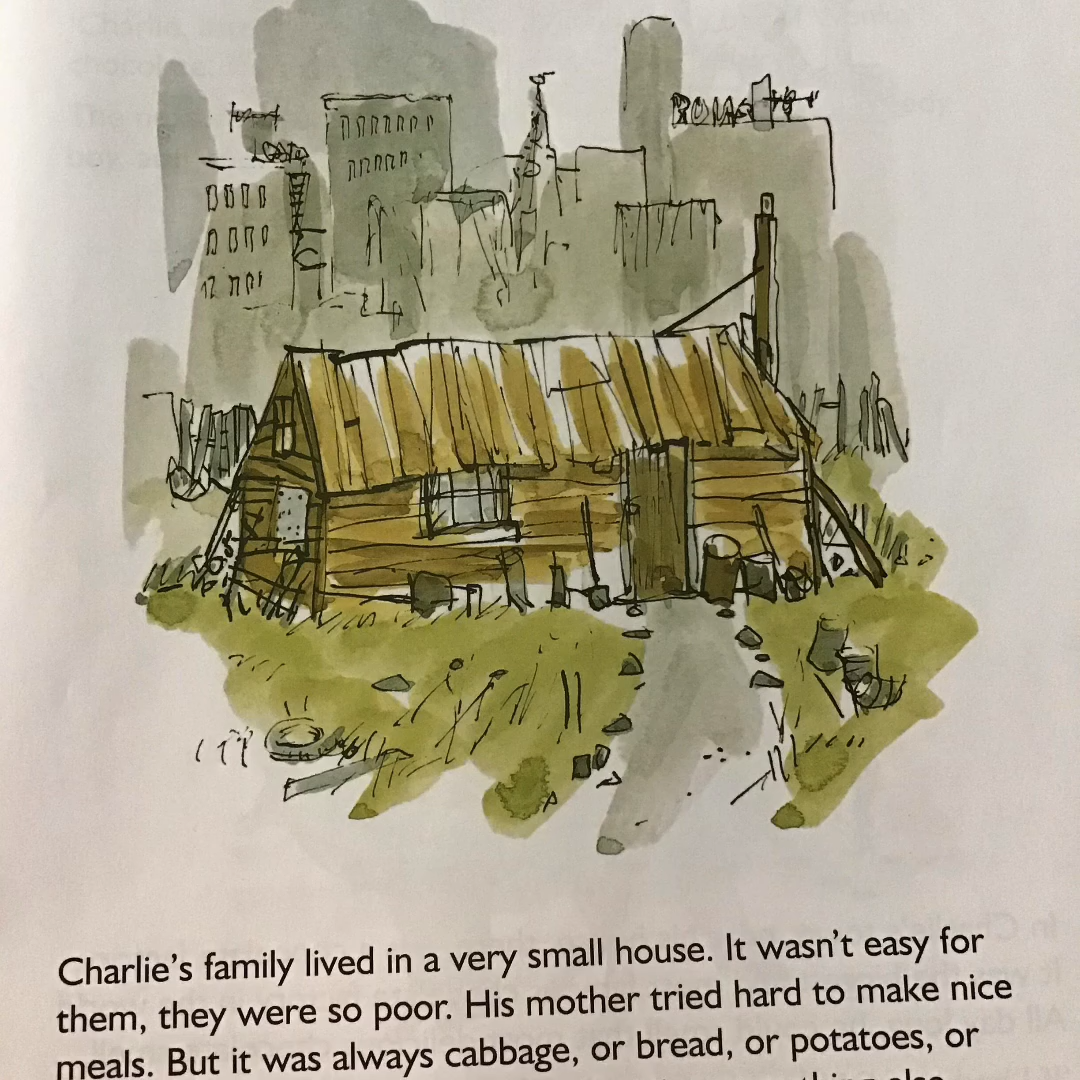 Charlie's family lived in a very small house. It wasn't easy for
them, they were so poor. His mother tried hard to make nice
meals. But it was always cabbage, or bread, or potatoes, or